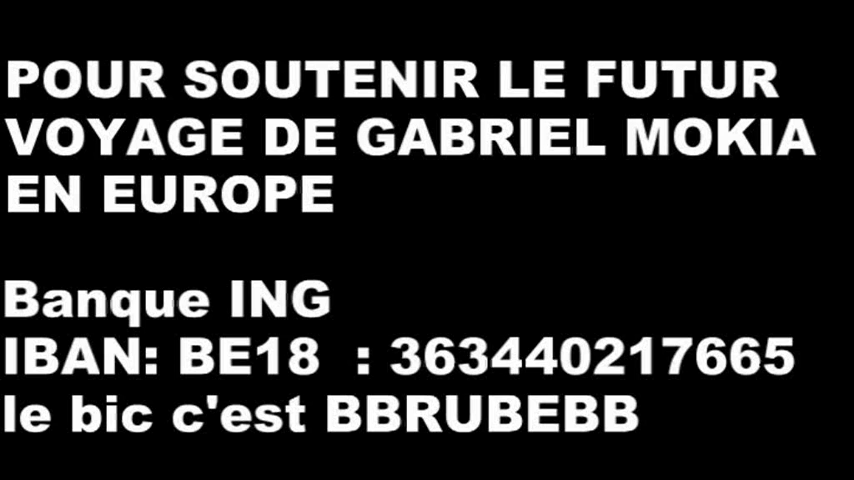 POUR SOUTENIR LE FUTUR
VOYAGE DE GABRIEL MOKIA
EN EUROPE
Banque ING
IBAN: BE18  : 363440217665
le bic c'est BBRUBEBB